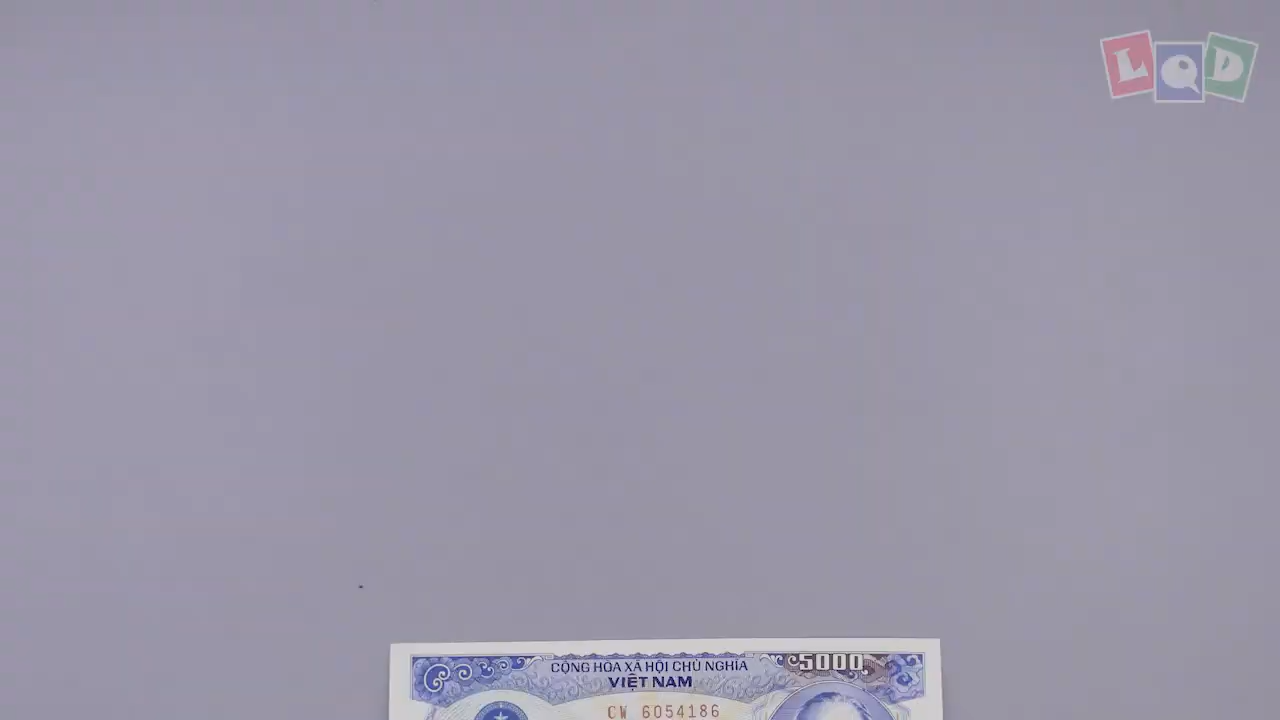 LQD
CỘNG HÒA XÃ HỘI CHỦ NGHĨA
5000
VIỆT NAM
CW 6054186